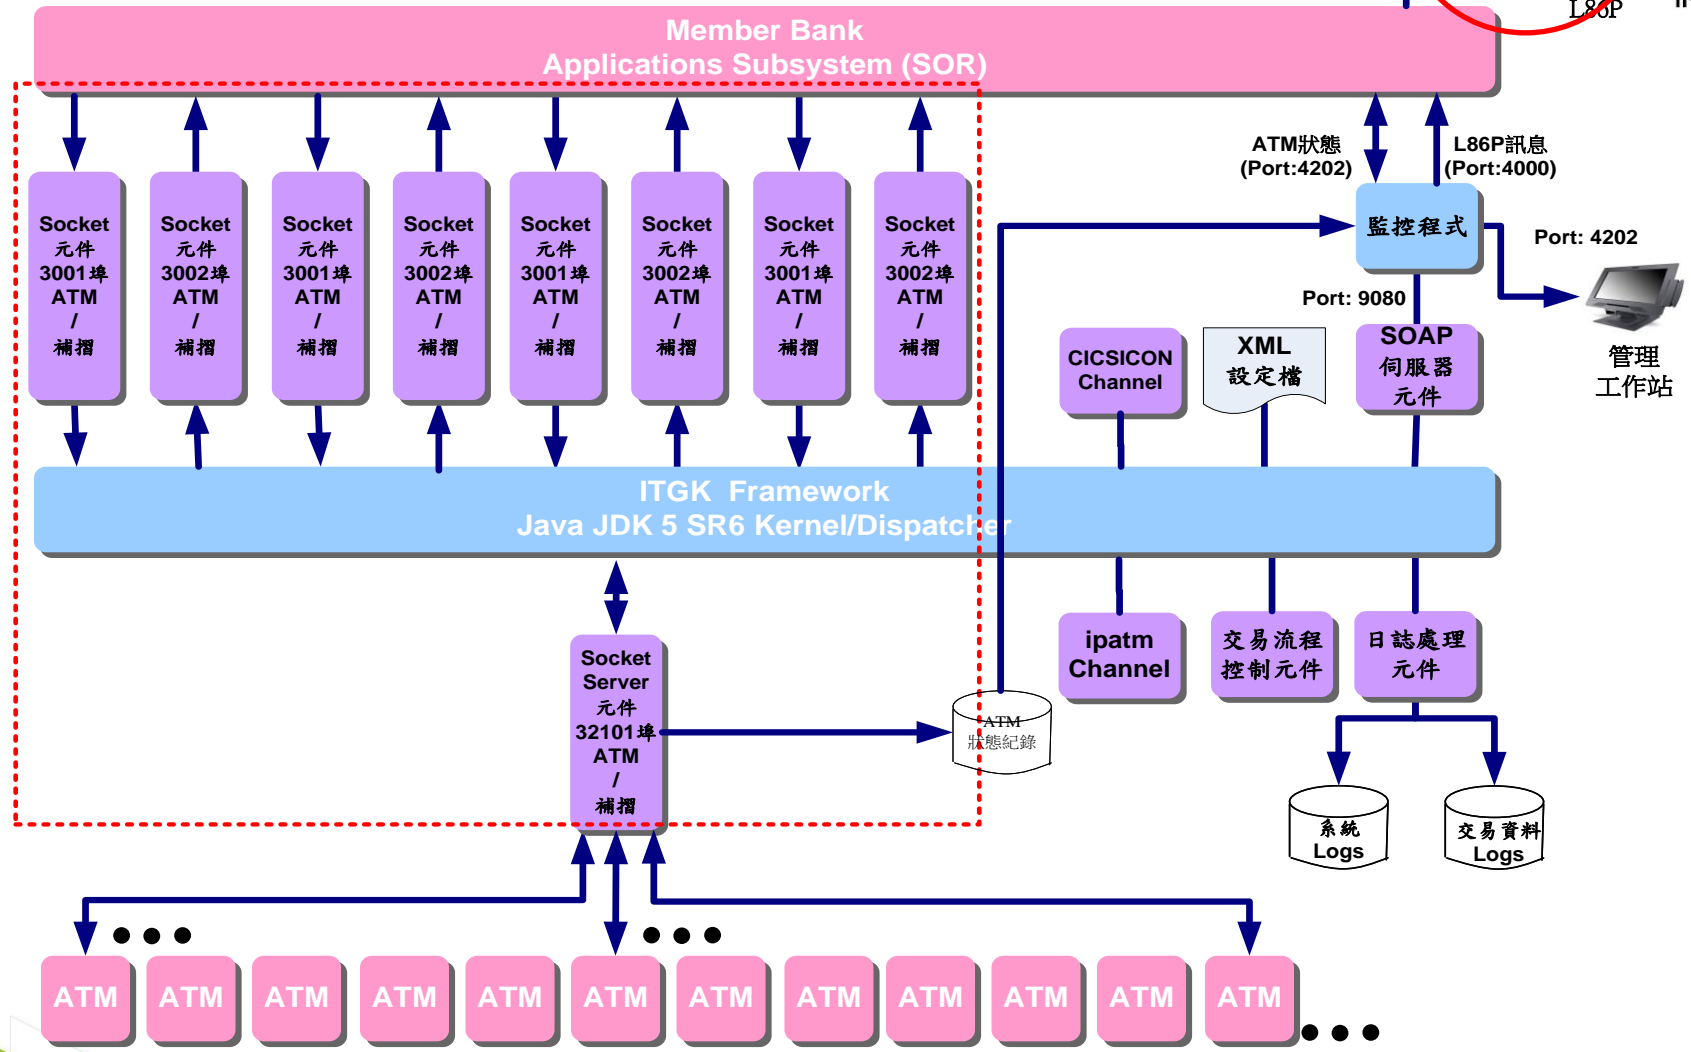 L86P
Member Bank
Applications Subsystem (SOR)
ATM狀態
(Port:4202)
L86P訊息
(Port:4000)
Socket
元件
3001埠
ATM
/
補摺
Socket
元件
3002埠
ATM
/
補摺
Socket
元件
3001埠
ATM
/
補摺
Socket
元件
3002埠
ATM
/
補摺
Socket
元件
3001埠
ATM
/
補摺
Socket
元件
3002埠
ATM
/
補摺
Socket
元件
3001埠
ATM
/
補摺
Socket
元件
3002埠
ATM
/
補摺
監控程式
Port: 4202
管理
工作站
Port: 9080
CICSICON
Channel
XML
設定檔
SOAP
伺服器
元件
ITGK Framework
Java JDK 5 SR6 Kernel/Dispatcher
Socket
Server
元件
32101埠
ATM
/
補摺
ATM
狀態紀錄
ipatm
Channel
交易流程
控制元件
日誌處理
元件
系統
Logs
交易資料
Logs
ATM
ATM
ATM
ATM
ATM
ATM
ATM
ATM
ATM
ATM
ATM
ATM